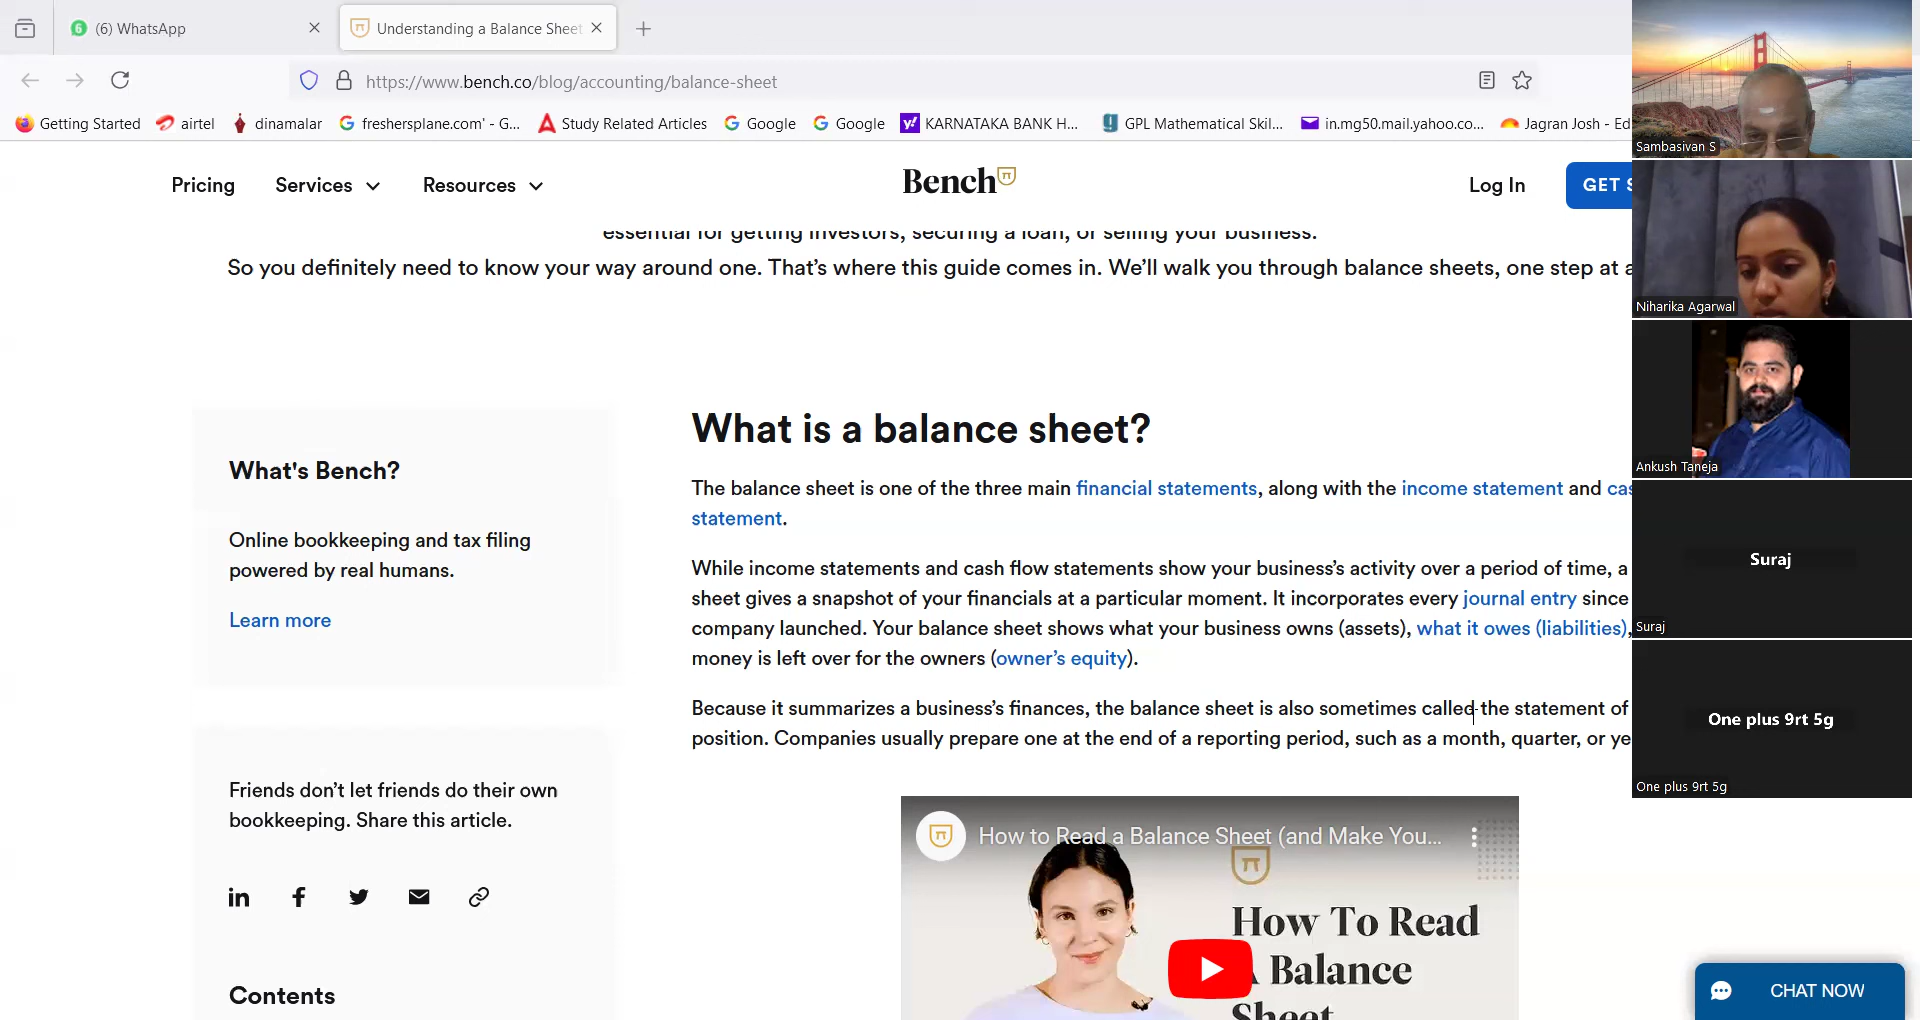 (6) WhatsApp
Understanding a Balance Sheet
https://www.bench.co/blog/accounting/balance-sheet
Getting Started
airtel
dinamalar
freshersplane.com' - G...
Study Related Articles
Google
Google
KARNATAKA BANK H...
GPL Mathematical Skil...
in.mg50.mail.yahoo.co...
Jagran Josh - Ed
Pricing
Services
Resources
Bench
Log In
GET S
essential for getting investors, securing a loan, or selling your business.
So you definitely need to know your way around one. That's where this guide comes in. We'll walk you through balance sheets, one step at a
What's Bench?
Online bookkeeping and tax filing
powered by real humans.
Learn more
Friends don't let friends do their own
bookkeeping. Share this article.
Contents
What is a balance sheet?
The balance sheet is one of the three main financial statements, along with the income statement and cas
statement.
While income statements and cash flow statements show your business's activity over a period of time, a
sheet gives a snapshot of your financials at a particular moment. It incorporates every journal entry since
company launched. Your balance sheet shows what your business owns (assets), what it owes (liabilities),
money is left over for the owners (owner's equity).
Because it summarizes a business's finances, the balance sheet is also sometimes called the statement of
position. Companies usually prepare one at the end of a reporting period, such as a month, quarter, or ye
How to Read a Balance Sheet (and Make You...
How To Read
A Balance
Sheet
Sambasivan S
Niharika Agarwal
Ankush Taneja
Suraj
Suraj
One plus 9rt 5g
One plus 9rt 5g
CHAT NOW